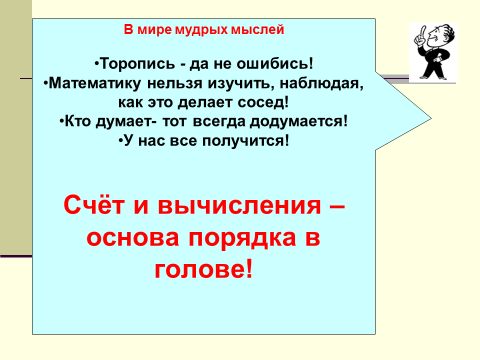 В мире мудрых мыслей
•Торопись - да не ошибись!
•Математику нельзя изучить, наблюдая,
как это делает сосед!
•Кто думает- тот всегда додумается!
•У нас все получится!
Счёт и вычисления –
основа порядка в
голове!